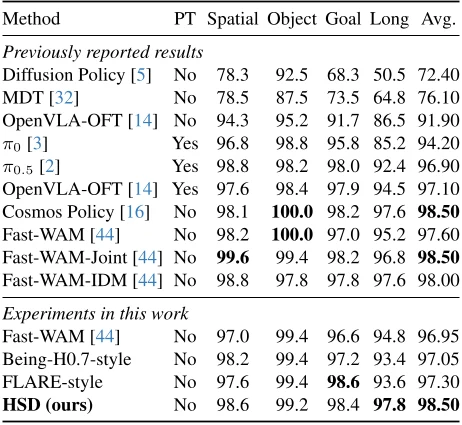 Method PT Spatial Object Goal Long Avg.
Previously reported results
Diffusion Policy [5] No 78.3 92.5 68.3 50.5 72.40
MDT [32] No 78.5 87.5 73.5 64.8 76.10
OpenVLA-OFT [14] No 94.3 95.2 91.7 86.5 91.90
π0 [3] Yes 96.8 98.8 95.8 85.2 94.20
π0.5 [2] Yes 98.8 98.2 98.0 92.4 96.90
OpenVLA-OFT [14] Yes 97.6 98.4 97.9 94.5 97.10
Cosmos Policy [16] No 98.1 100.0 98.2 97.6 98.50
Fast-WAM [44] No 98.2 100.0 97.0 95.2 97.60
Fast-WAM-Joint [44] No 99.6 99.4 98.2 96.8 98.50
Fast-WAM-IDM [44] No 98.8 97.8 97.8 97.6 98.00
Experiments in this work
Fast-WAM [44] No 97.0 99.4 96.6 94.8 96.95
Being-H0.7-style No 98.2 99.4 97.2 93.4 97.05
FLARE-style No 97.6 99.4 98.6 93.6 97.30
HSD (ours) No 98.6 99.2 98.4 97.8 98.50